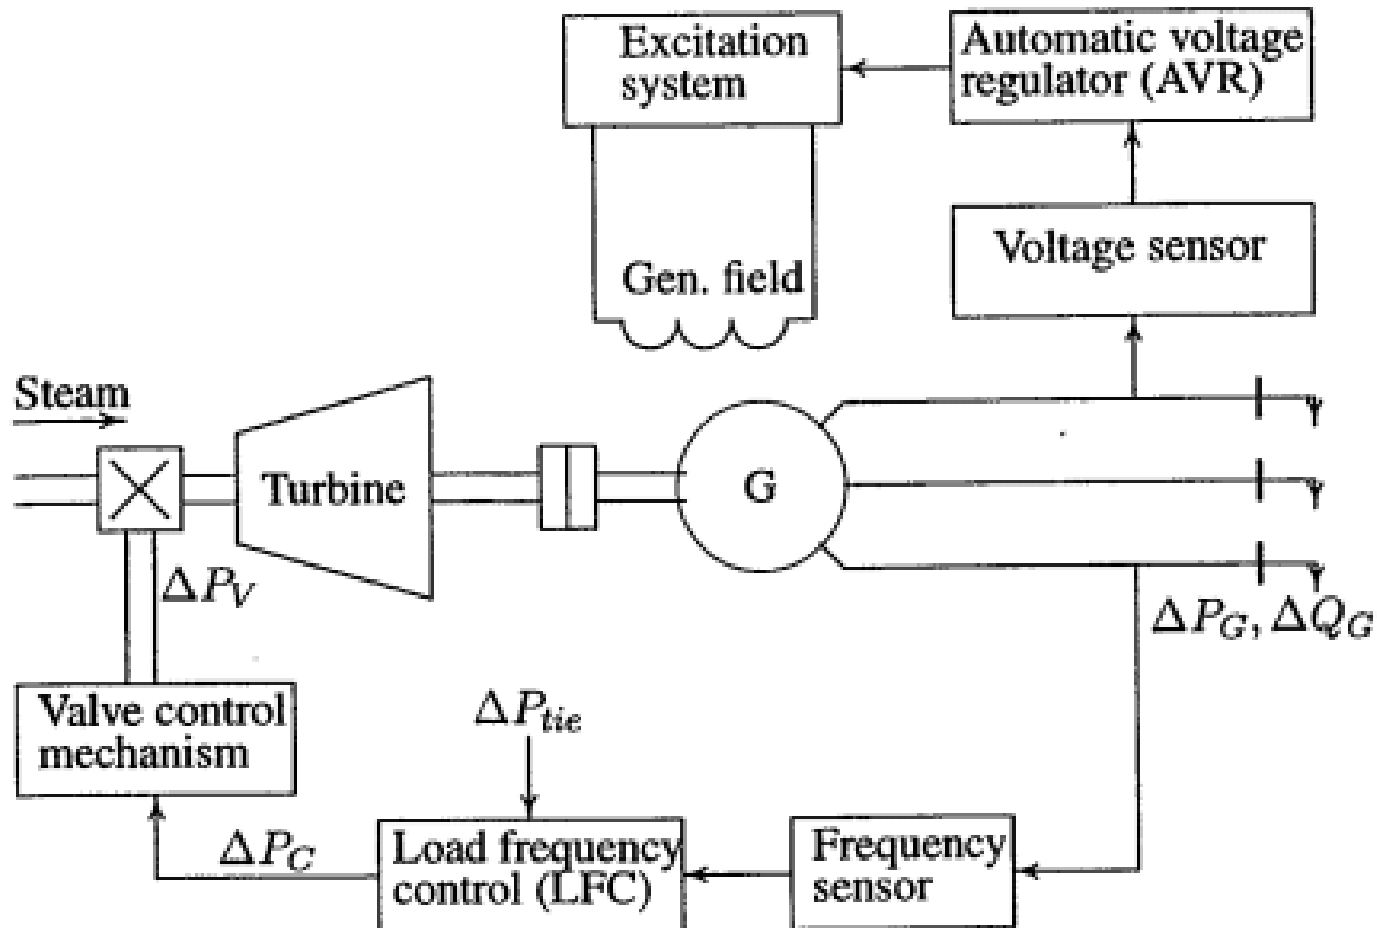 Excitation
system
Automatic voltage
regulator (AVR)
Voltage sensor
Gen. field
Steam
Turbine
G
ΔP_V
ΔP_G, ΔQ_G
Valve control
mechanism
ΔP_tie
ΔP_C
Load frequency
control (LFC)
Frequency
sensor